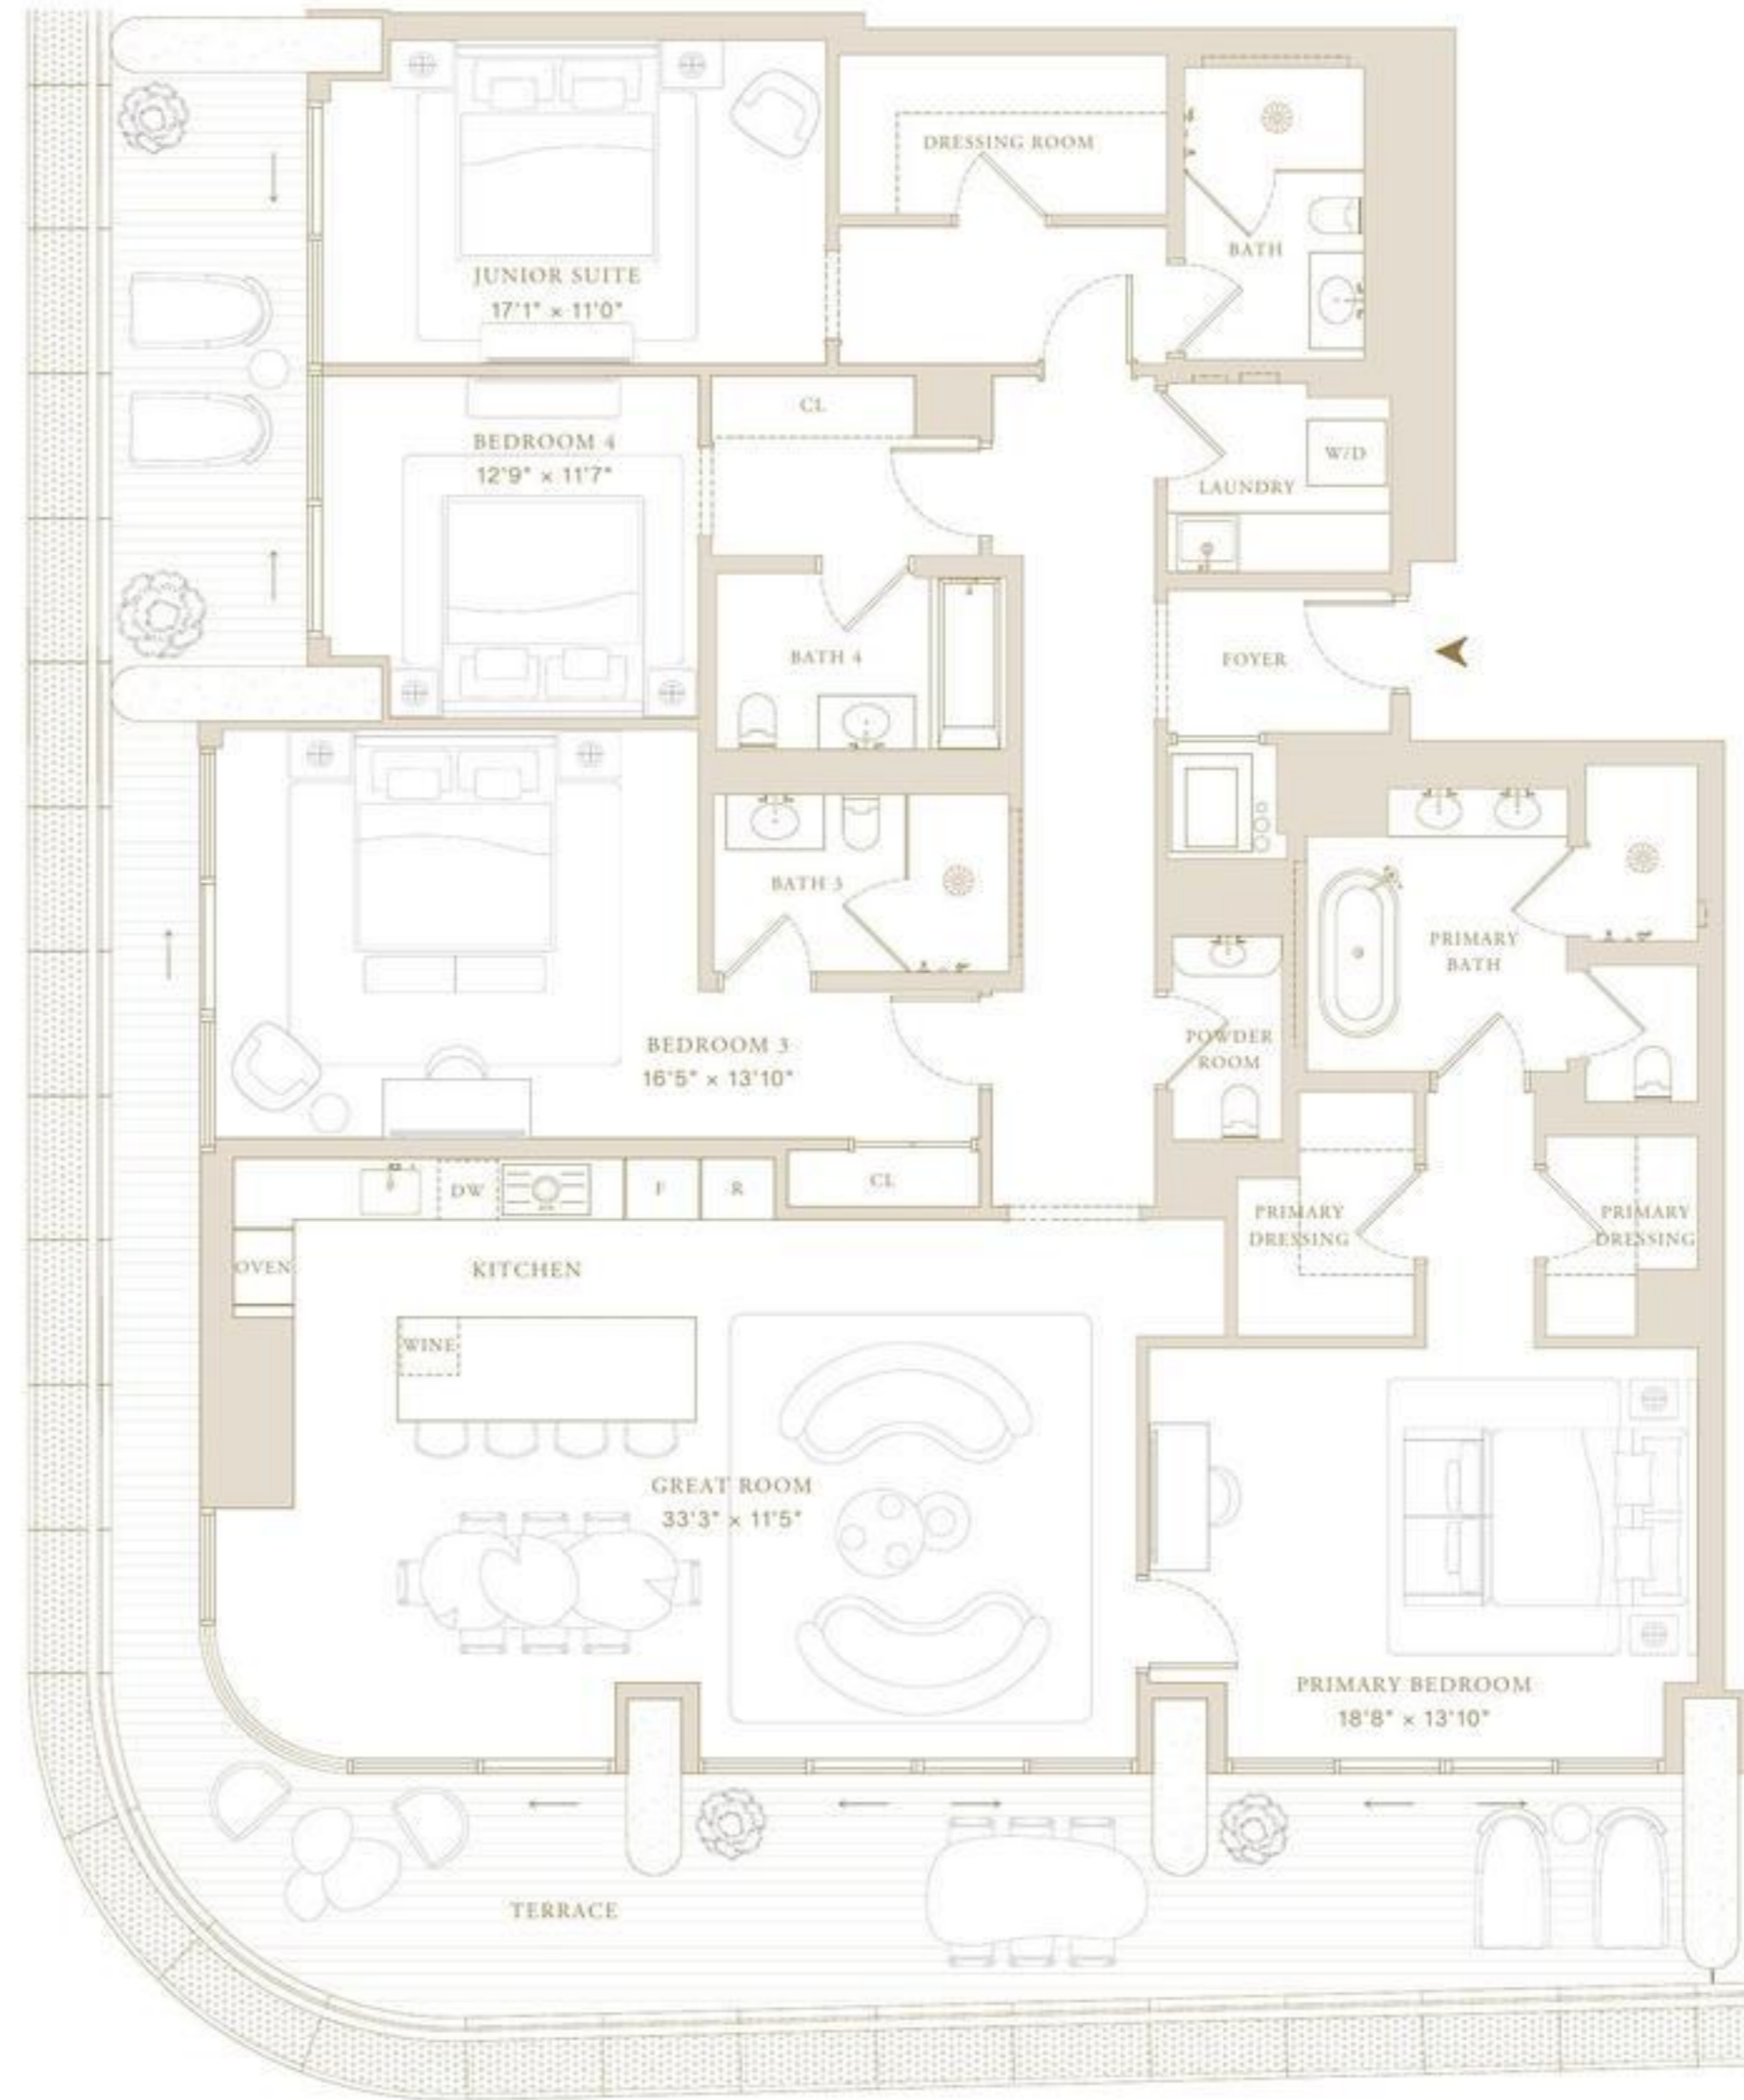 DRESSING ROOM
BATH
JUNIOR SUITE
17'1" × 11'0"
CL
BEDROOM 4
12'9" × 11'7"
W/D
LAUNDRY
BATH 4
FOYER
BATH 3
PRIMARY
BATH
POWDER
ROOM
BEDROOM 3
16'5" × 13'10"
CL
DW
F
R
PRIMARY
DRESSING
PRIMARY
DRESSING
OVEN
KITCHEN
WINE
GREAT ROOM
33'3" × 11'5"
PRIMARY BEDROOM
18'8" × 13'10"
TERRACE